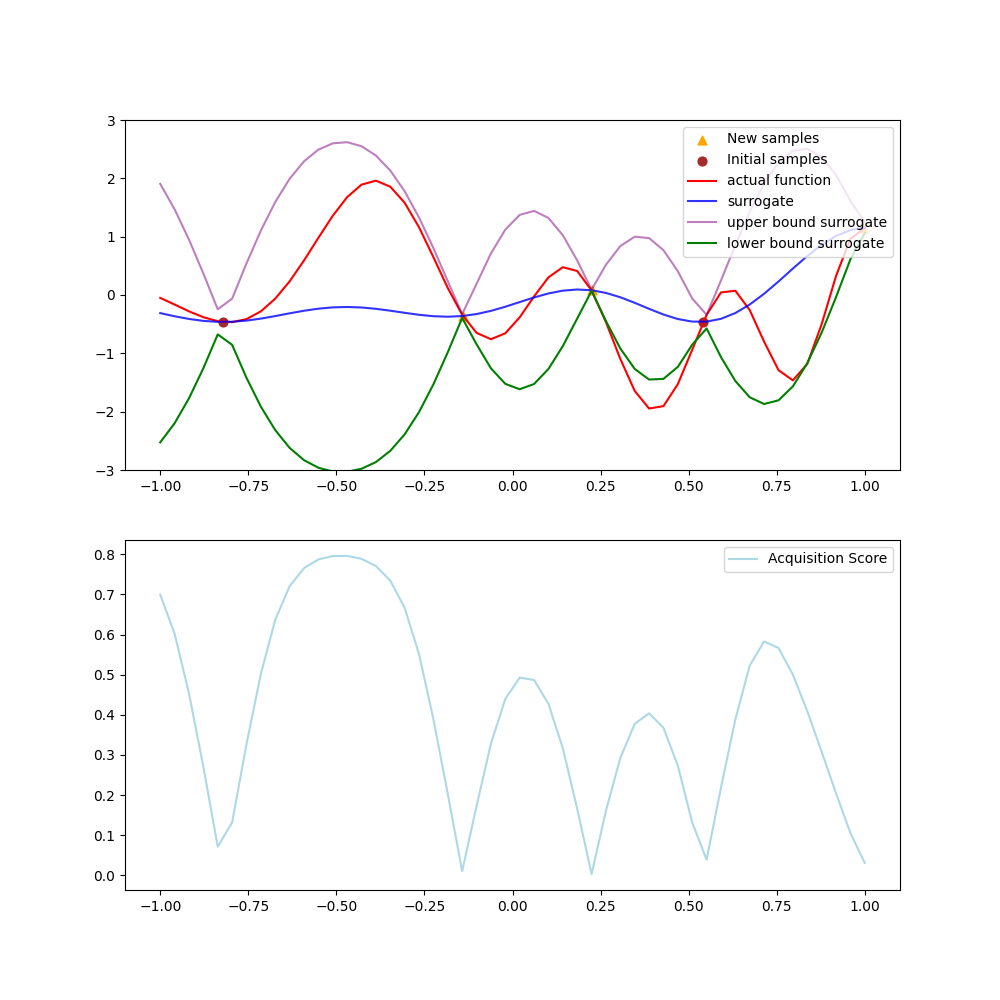 3
2
1
0
−1
−2
−3
New samples
Initial samples
actual function
surrogate
upper bound surrogate
lower bound surrogate
−1.00 −0.75 −0.50 −0.25 0.00 0.25 0.50 0.75 1.00
0.8
0.7
0.6
0.5
0.4
0.3
0.2
0.1
0.0
Acquisition Score
−1.00 −0.75 −0.50 −0.25 0.00 0.25 0.50 0.75 1.00